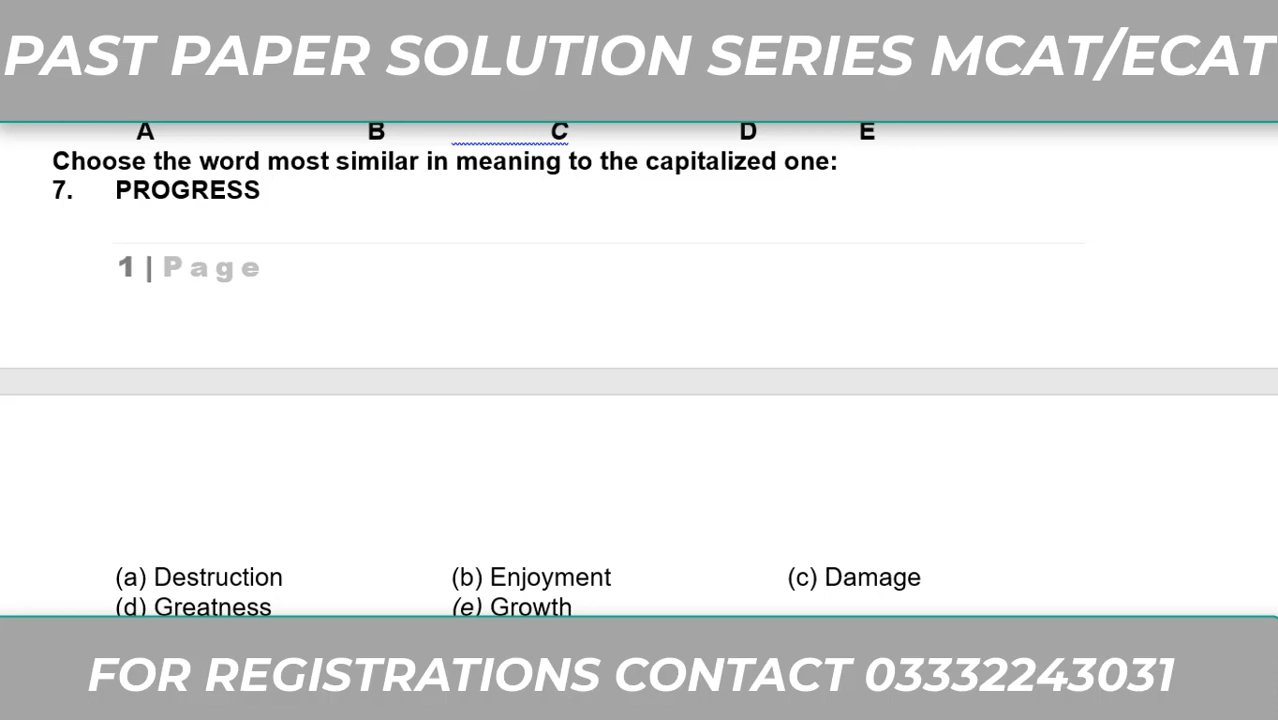 PAST PAPER SOLUTION SERIES MCAT/ECAT
A B C D E
Choose the word most similar in meaning to the capitalized one:
7. PROGRESS
1 | Page
(a) Destruction (b) Enjoyment (c) Damage
(d) Greatness (e) Growth
FOR REGISTRATIONS CONTACT 03332243031